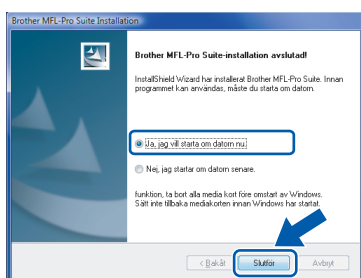 Brother MFL-Pro Suite Installation
Brother MFL-Pro Suite-installation avslutad!
InstallShield Wizard har installerat Brother MFL-Pro Suite. Innan
programmet kan användas, måste du starta om datorn.
Ja, jag vill starta om datorn nu.
Nej, jag startar om datorn senare.
funktion, ta bort alla media kort före omstart av Windows.
Sätt inte tillbaka mediakorten innan Windows har startat.
< Bakåt
Slutför
Avbryt